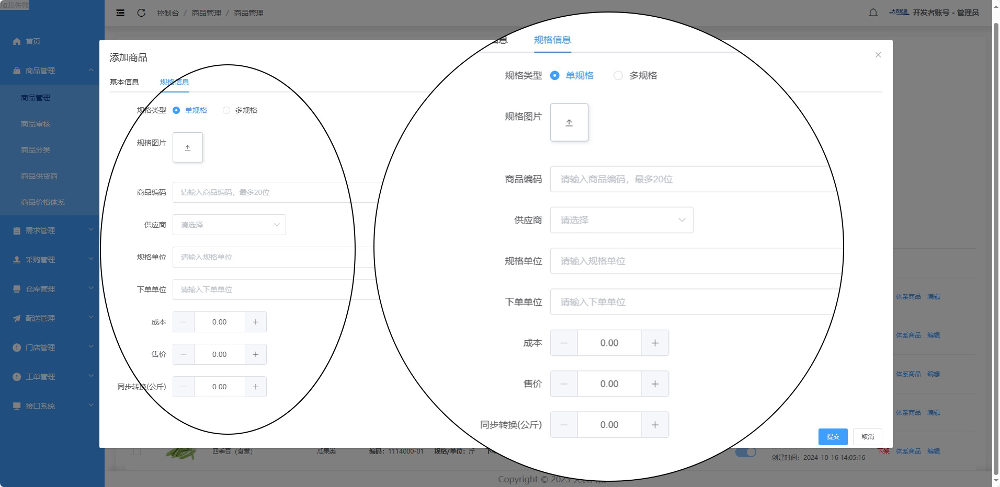 加载失败
控制台 / 商品管理 / 商品管理
大农配送 开发者账号 - 管理员
首页
商品管理
商品管理
商品审核
商品分类
商品供货商
商品价格体系
需求管理
采购管理
仓库管理
配送管理
门店管理
工单管理
接口系统
添加商品
基本信息 规格信息
规格类型 单规格 多规格
规格图片
商品编码 请输入商品编码，最多20位
供应商 请选择
规格单位 请输入规格单位
下单单位 请输入下单单位
成本 0.00
售价 0.00
同步转换(公斤) 0.00
息 规格信息
规格类型 单规格 多规格
规格图片
商品编码 请输入商品编码，最多20位
供应商 请选择
规格单位 请输入规格单位
下单单位 请输入下单单位
成本 0.00
售价 0.00
同步转换(公斤) 0.00
提交 取消
体系商品 编辑
体系商品 编辑
体系商品 编辑
体系商品 编辑
四季豆（食堂） 瓜果类 编码：1114000-01 规格/单位：斤 创建时间：2024-10-16 14:05:16 下架 体系商品 编辑
Copyright © 2025